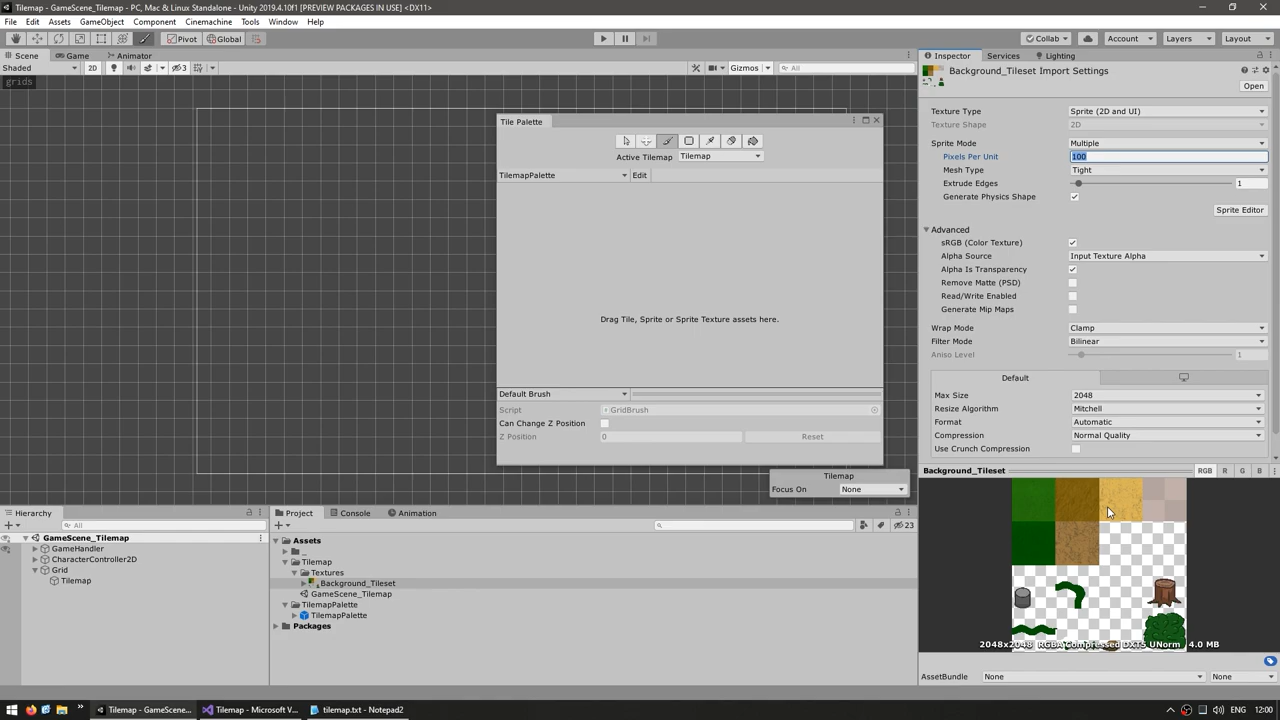 Tilemap - GameScene_Tilemap - PC, Mac & Linux Standalone - Unity 2019.4.10f1 [PREVIEW PACKAGES IN USE] <DX11>
File Edit Assets GameObject Component Cinemachine Tools Window Help
Pivot Global Collab Account Layers Layout
Scene Game Animator
Shaded 2D 3 Gizmos All
grids
Tile Palette
Active Tilemap Tilemap
TilemapPalette Edit
Drag Tile, Sprite or Sprite Texture assets here.
Default Brush
Script GridBrush
Can Change Z Position
Z Position 0 Reset
Tilemap
Focus On None
Inspector Services Lighting
Background_Tileset Import Settings
Open
Texture Type Sprite (2D and UI)
Texture Shape 2D
Sprite Mode Multiple
Pixels Per Unit 100
Mesh Type Tight
Extrude Edges 1
Generate Physics Shape
Sprite Editor
Advanced
sRGB (Color Texture)
Alpha Source Input Texture Alpha
Alpha Is Transparency
Remove Matte (PSD)
Read/Write Enabled
Generate Mip Maps
Wrap Mode Clamp
Filter Mode Bilinear
Aniso Level 1
Default
Max Size 2048
Resize Algorithm Mitchell
Format Automatic
Compression Normal Quality
Use Crunch Compression
Background_Tileset RGB R G B
2048x2048 RGBA Compressed DXT5 UNorm 4.0 MB
AssetBundle None None
Hierarchy
All
GameScene_Tilemap
GameHandler
CharacterController2D
Grid
Tilemap
Project Console Animation
23
Assets
_
Tilemap
Textures
Background_Tileset
GameScene_Tilemap
TilemapPalette
TilemapPalette
Packages
Tilemap - GameScene... Tilemap - Microsoft V... tilemap.txt - Notepad2 ENG 12:00